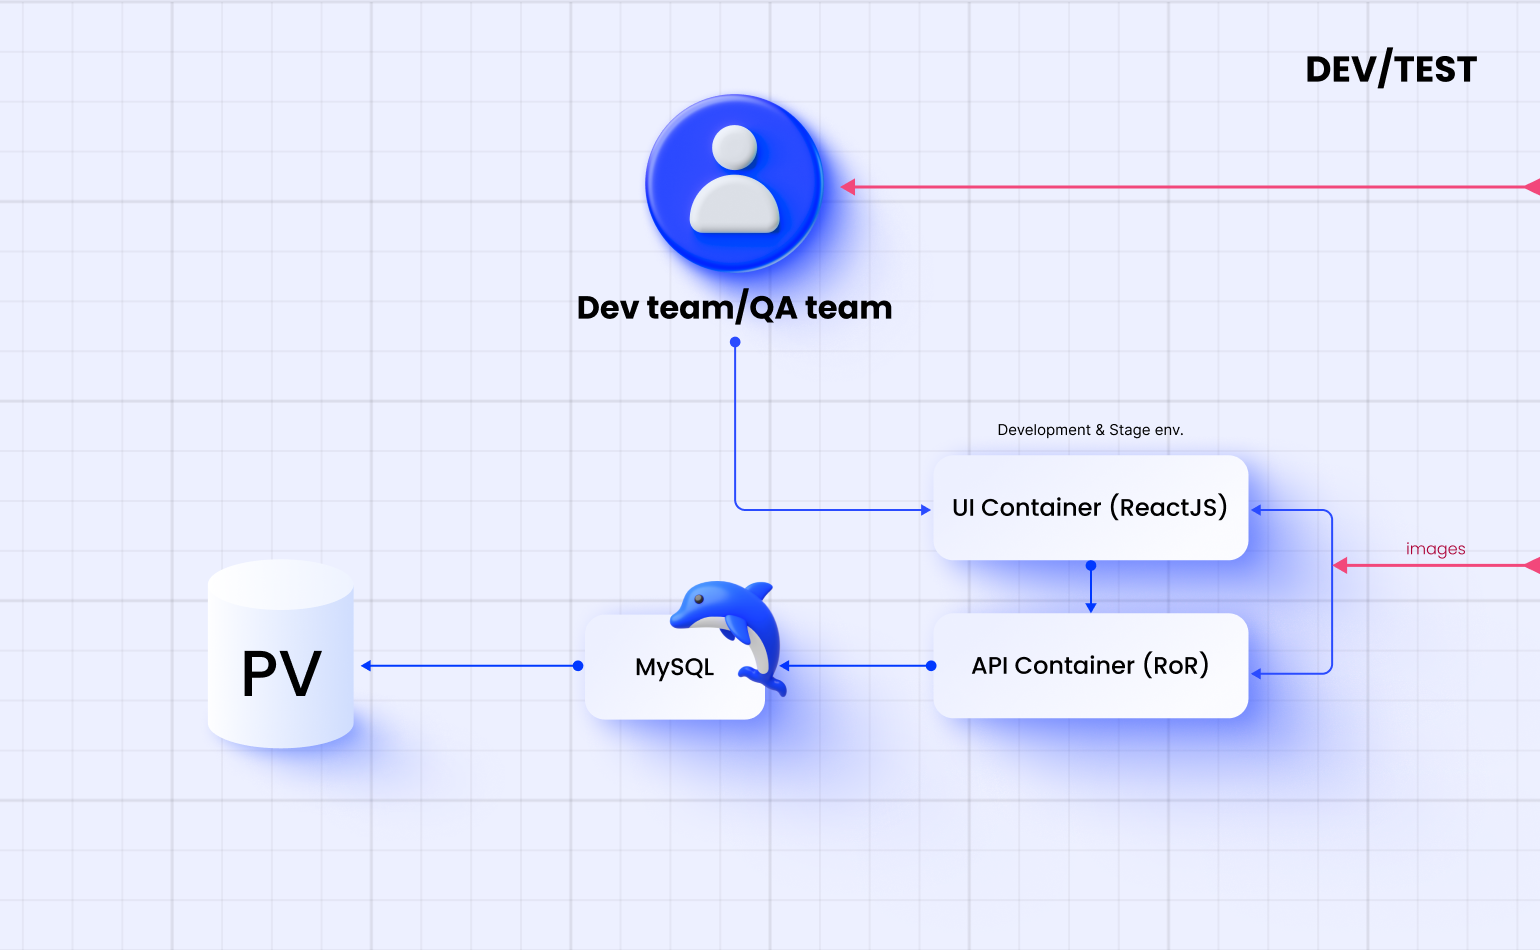 DEV/TEST
Dev team/QA team
Development & Stage env.
UI Container (ReactJS)
images
PV
MySQL
API Container (RoR)